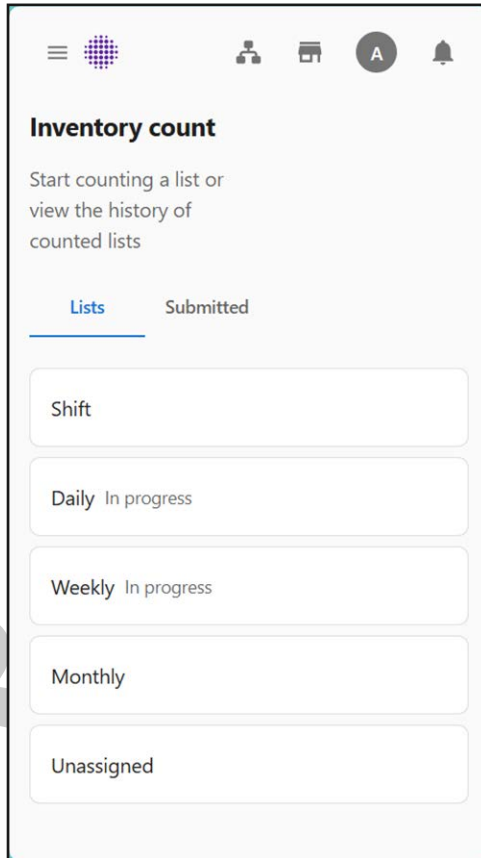 A
Inventory count
Start counting a list or
view the history of
counted lists
Lists Submitted
Shift
Daily In progress
Weekly In progress
Monthly
Unassigned